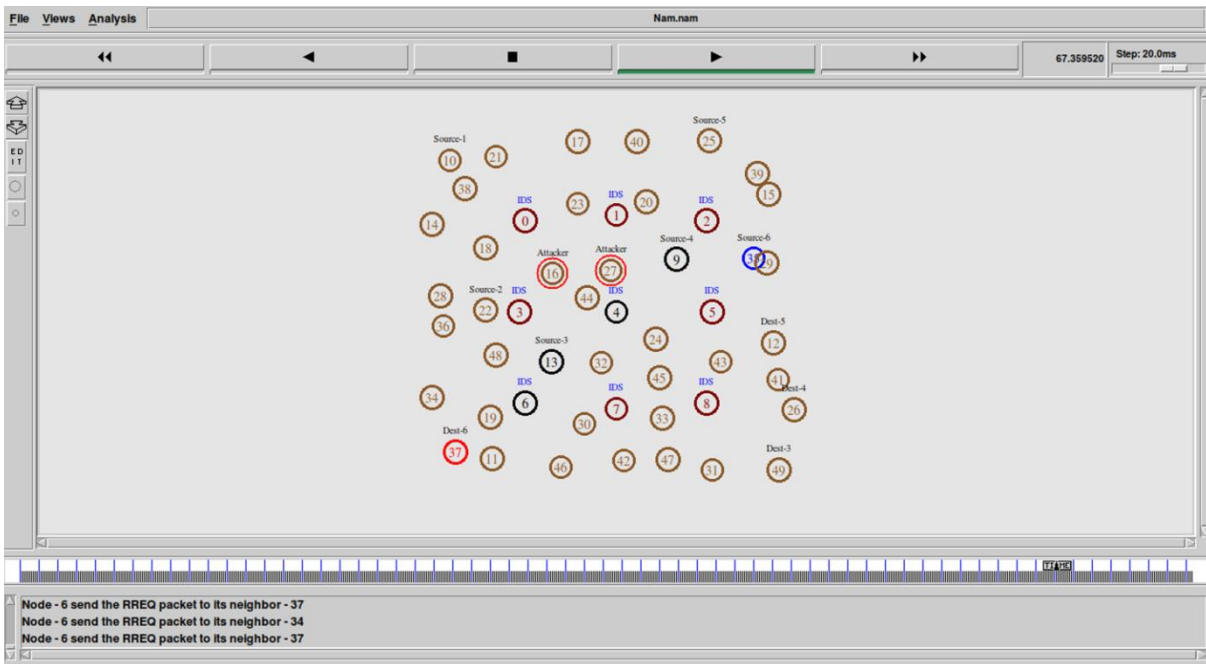 File Views Analysis Nam.nam
67.359520 Step: 20.0ms
ED
IT
Source-5
Source-1 17 40 25
10 21
38 39
15
IDS 23 IDS 20 IDS
14 0 1 2
18 Attacker Attacker Source-4 Source-6
16 27 9
28 Source-2 IDS 44 IDS IDS
22 3 4 5
36 Dest-5
Source-3 24 12
48 13 32 43
45 41
34 IDS IDS IDS Dest-4
6 7 8 26
19 30 33
Dest-6
37 11 46 42 47 31 Dest-3
49
TIME
Node - 6 send the RREQ packet to its neighbor - 37
Node - 6 send the RREQ packet to its neighbor - 34
Node - 6 send the RREQ packet to its neighbor - 37